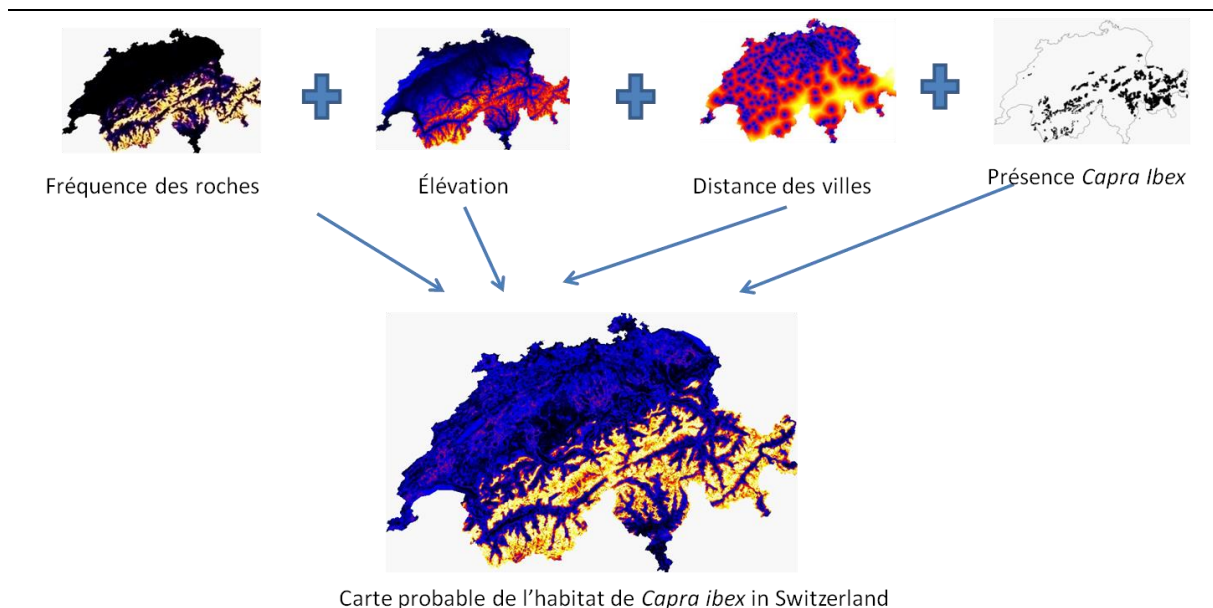 Fréquence des roches
Élévation
Distance des villes
Présence Capra Ibex
Carte probable de l'habitat de Capra ibex in Switzerland